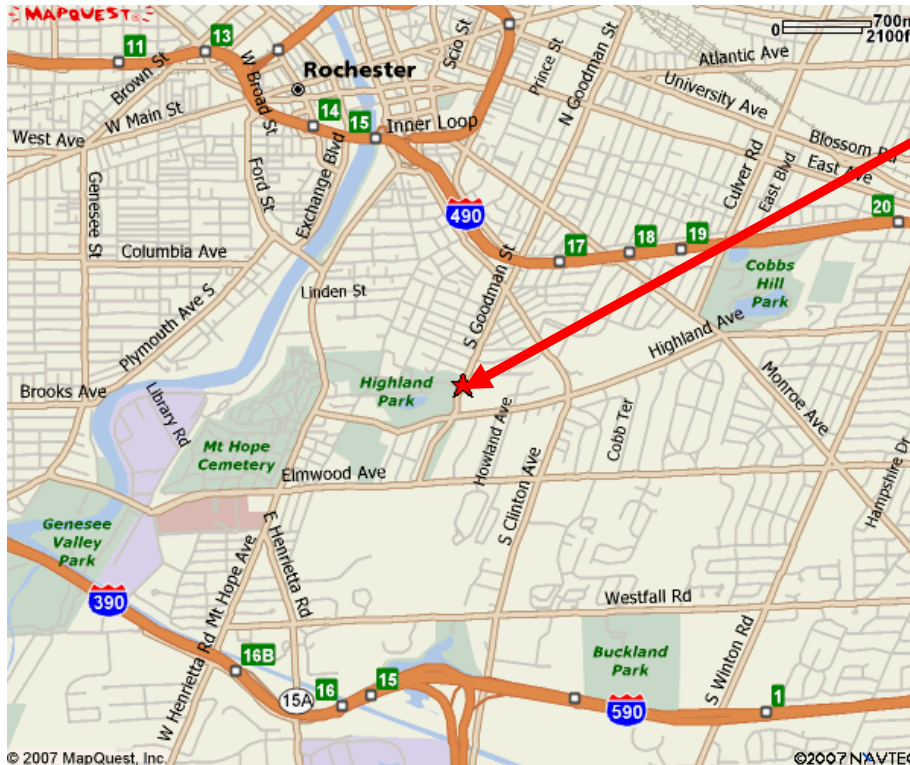 MAPQUEST
700m
0
2100ft
11
13
Brown St
W Broad St
Rochester
Scio St
Prince St
N Goodman St
Atlantic Ave
University Ave
W Main St
West Ave
14
15
Inner Loop
Blossom Rd
East Ave
Genesee St
Ford St
Exchange Blvd
490
Culver Rd
East Blvd
20
17
18
19
Columbia Ave
Linden St
S Goodman St
Cobbs
Hill
Park
Plymouth Ave S
Highland Ave
Brooks Ave
Library Rd
Highland
Park
Monroe Ave
Mt Hope
Cemetery
Elmwood Ave
Howland Ave
S Clinton Ave
Cobb Ter
Hampshire Dr
Genesee
Valley
Park
E Henrietta Rd
Mt Hope Ave
390
Westfall Rd
W Henrietta Rd
16B
15A
16
15
Buckland
Park
S Winton Rd
590
1
© 2007 MapQuest, Inc.
©2007 NAVTEQ